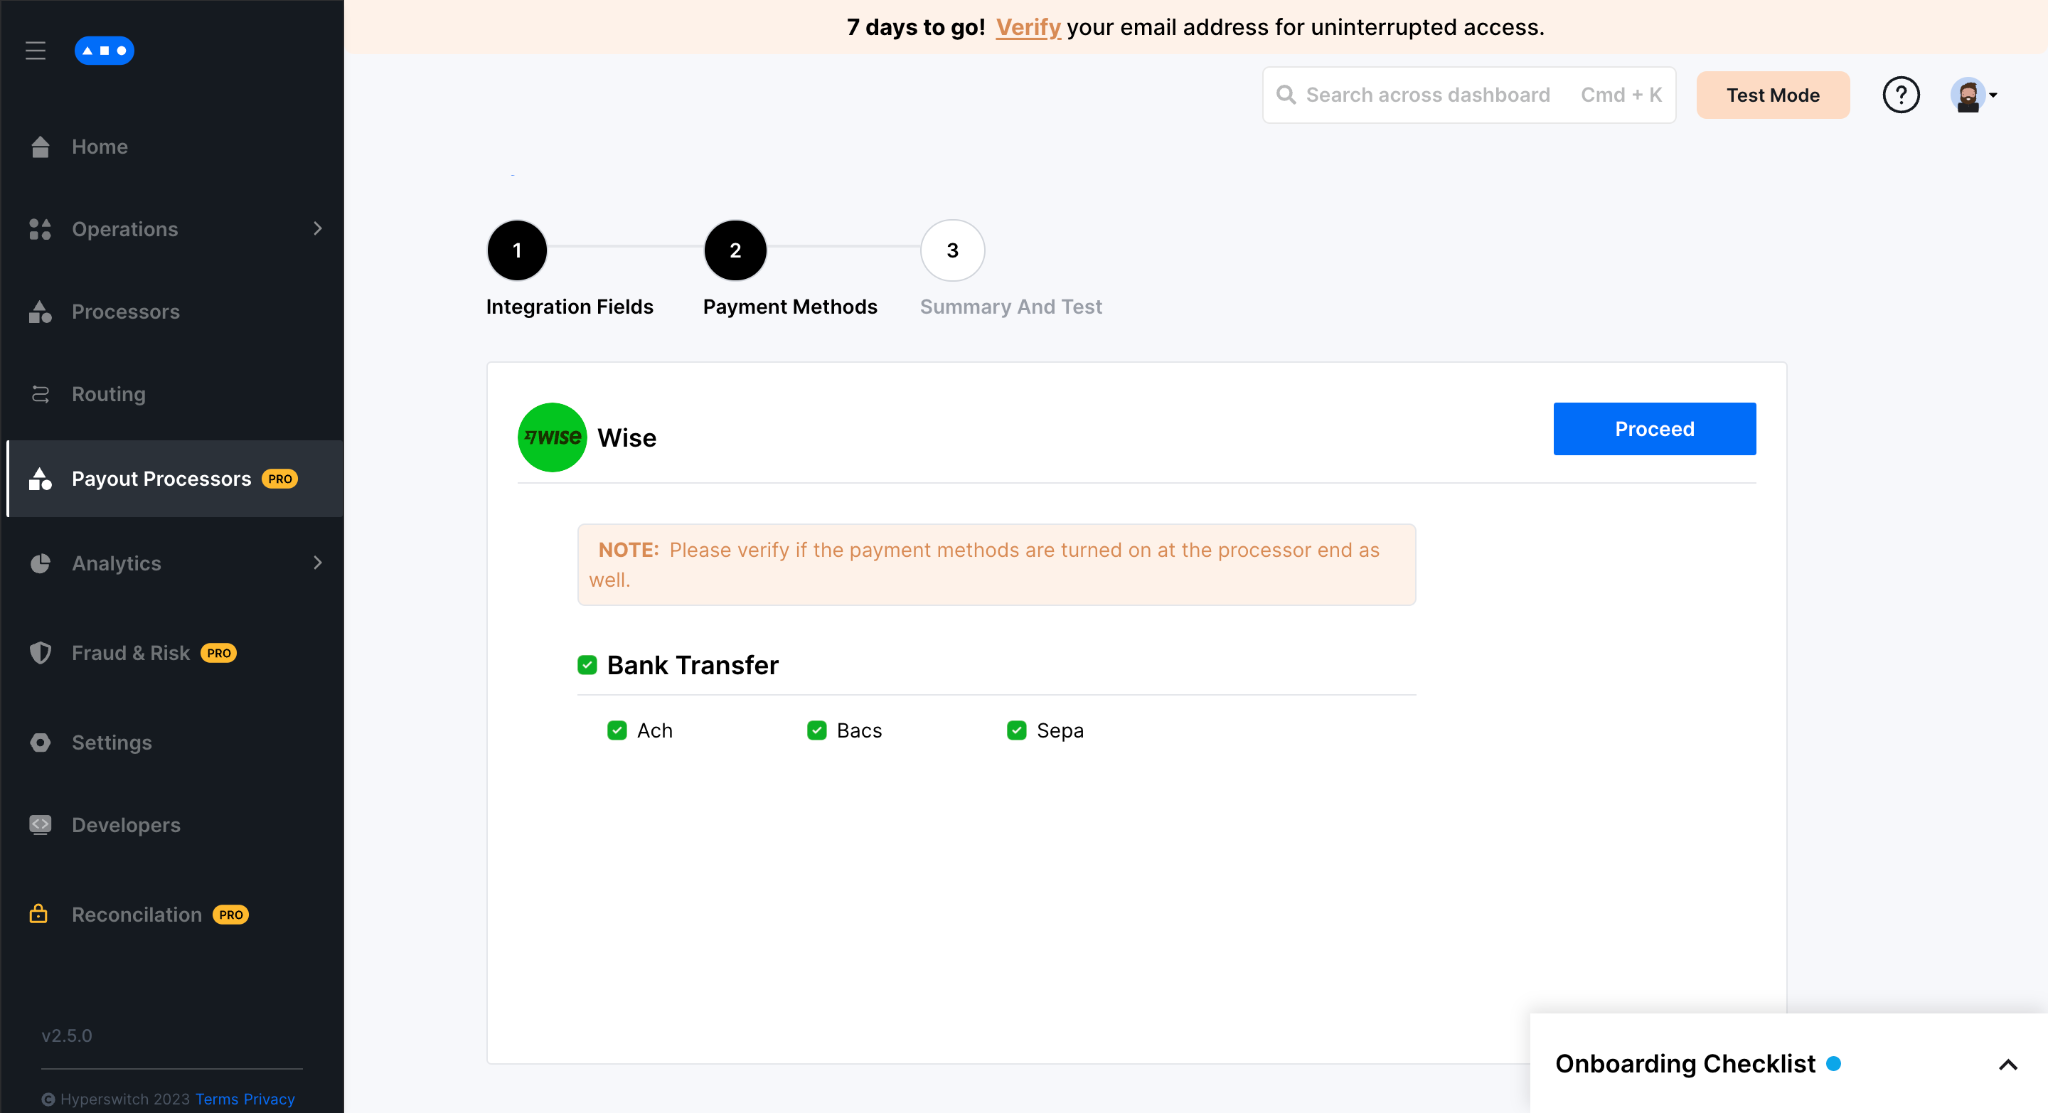 7 days to go! Verify your email address for uninterrupted access.
Search across dashboard Cmd + K
Test Mode
?
Home
Operations
Processors
Routing
Payout Processors PRO
Analytics
Fraud & Risk PRO
Settings
Developers
Reconcilation PRO
v2.5.0
© Hyperswitch 2023 Terms Privacy
1
2
3
Integration Fields
Payment Methods
Summary And Test
WISE
Wise
Proceed
NOTE: Please verify if the payment methods are turned on at the processor end as
well.
Bank Transfer
Ach
Bacs
Sepa
Onboarding Checklist